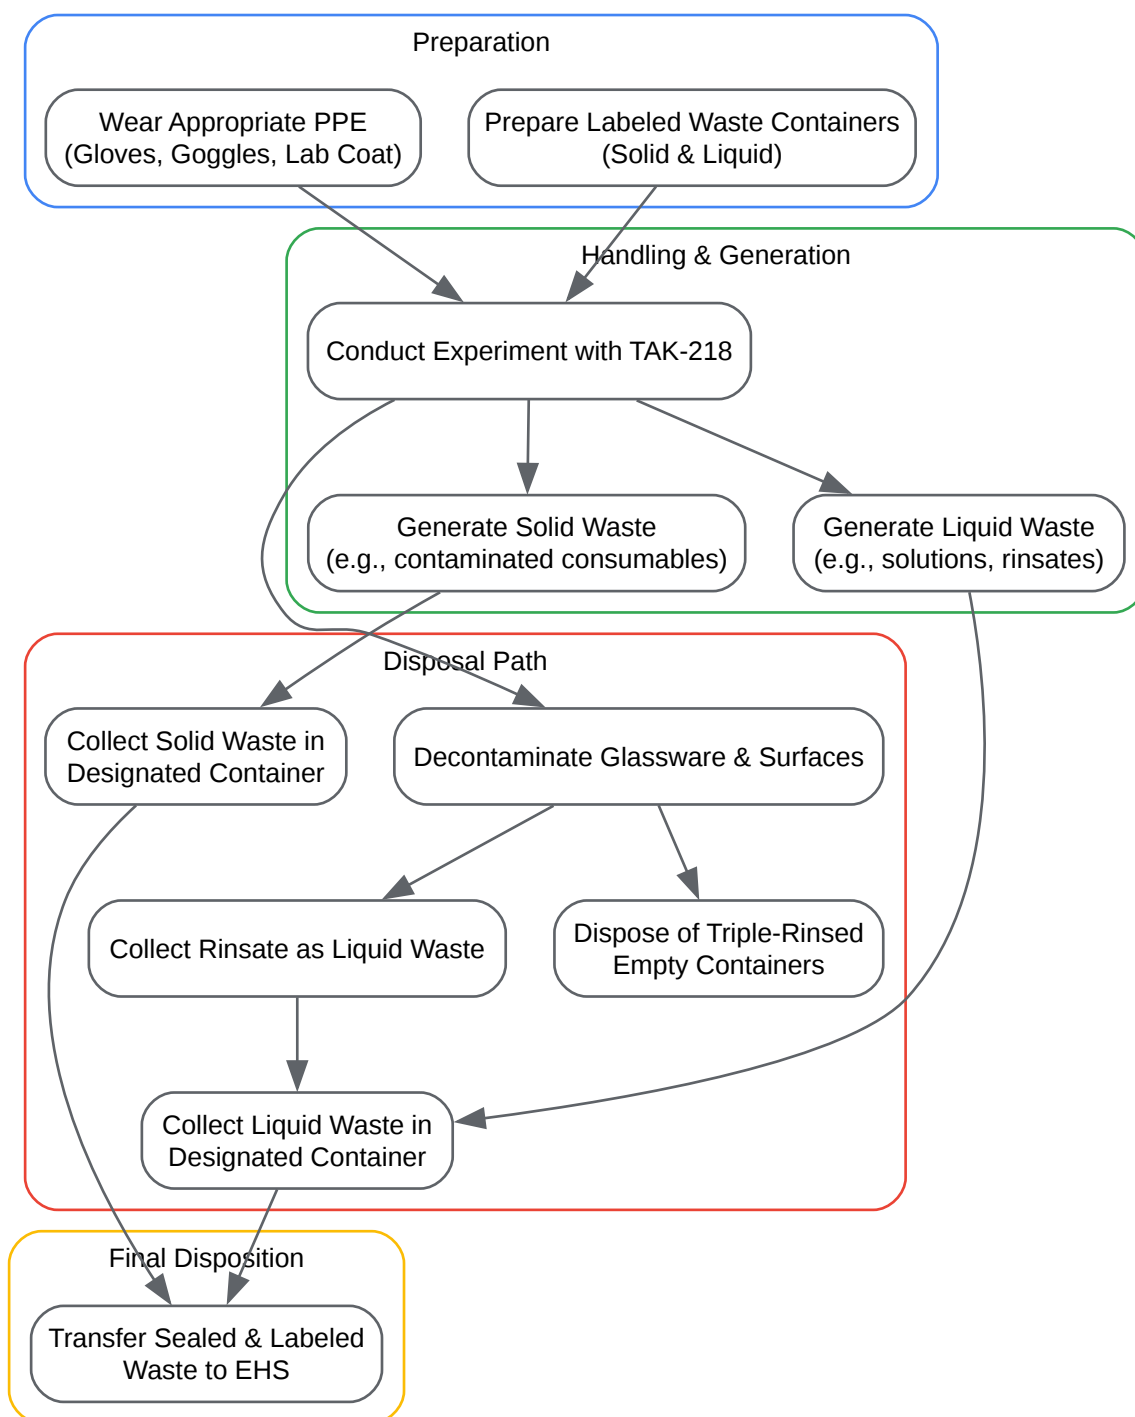 Preparation
Wear Appropriate PPE
(Gloves, Goggles, Lab Coat)
Prepare Labeled Waste Containers
(Solid & Liquid)
Handling & Generation
Conduct Experiment with TAK-218
Generate Solid Waste
(e.g., contaminated consumables)
Generate Liquid Waste
(e.g., solutions, rinsates)
Disposal Path
Collect Solid Waste in
Designated Container
Decontaminate Glassware & Surfaces
Collect Rinsate as Liquid Waste
Dispose of Triple-Rinsed
Empty Containers
Collect Liquid Waste in
Designated Container
Final Disposition
Transfer Sealed & Labeled
Waste to EHS